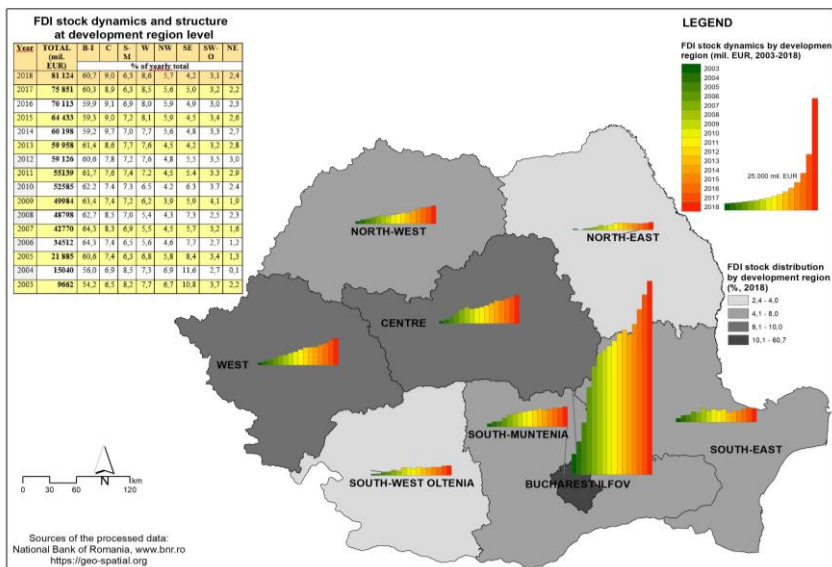 FDI stock dynamics and structure
at development region level
Year TOTAL (mil. EUR) B-I C S-M W NW SE SW-O NE
% of yearly total
2018 81 124 60,7 9,0 6,3 8,6 5,7 4,2 3,1 2,4
2017 75 851 60,3 8,9 6,3 8,5 5,6 5,0 3,2 2,2
2016 70 113 59,9 9,1 6,9 8,0 5,9 4,9 3,0 2,3
2015 64 433 59,3 9,0 7,2 8,1 5,9 4,5 3,4 2,6
2014 60 198 59,2 9,7 7,0 7,7 5,6 4,8 3,3 2,7
2013 59 958 61,4 8,6 7,7 7,6 4,5 4,2 3,2 2,8
2012 59 126 60,6 7,8 7,2 7,6 4,8 5,5 3,5 3,0
2011 55139 61,7 7,6 7,4 7,2 4,5 5.4 3.3 2.9
2010 52585 62,2 7.4 7.3 6.5 4.2 6.3 3.7 2.4
2009 49984 63,4 7,4 7,2 6,2 3,9 5,9 4,1 1,9
2008 48798 62,7 8,5 7,0 5,4 4,3 7,3 2,5 2,3
2007 42770 64,3 8,3 6,9 5,5 4,5 5,7 3,2 1,6
2006 34512 64,3 7,4 6,5 5,6 4,6 7,7 2,7 1,2
2005 21 885 60,6 7,4 6,3 6,8 5,8 8,4 3,4 1,3
2004 15040 56,0 6,9 8,5 7,3 6,9 11,6 2,7 0,1
2003 9662 54,2 6,5 8,2 7,7 6,7 10,8 3,7 2,2
LEGEND
FDI stock dynamics by development
region (mil. EUR, 2003-2018)
2003
2004
2005
2006
2007
2008
2009
2010
2011
2012
2013
2014
2015
2016
2017
2018
25.000 mil. EUR
FDI stock distribution
by development region
(%, 2018)
2,4 - 4,0
4,1 - 8,0
8,1 - 10,0
10,1 - 60,7
NORTH-WEST
NORTH-EAST
CENTRE
WEST
SOUTH-MUNTENIA
SOUTH-EAST
SOUTH-WEST OLTENIA
BUCHAREST-ILFOV
N
0 30 60 120 km
Sources of the processed data:
National Bank of Romania, www.bnr.ro
https://geo-spatial.org